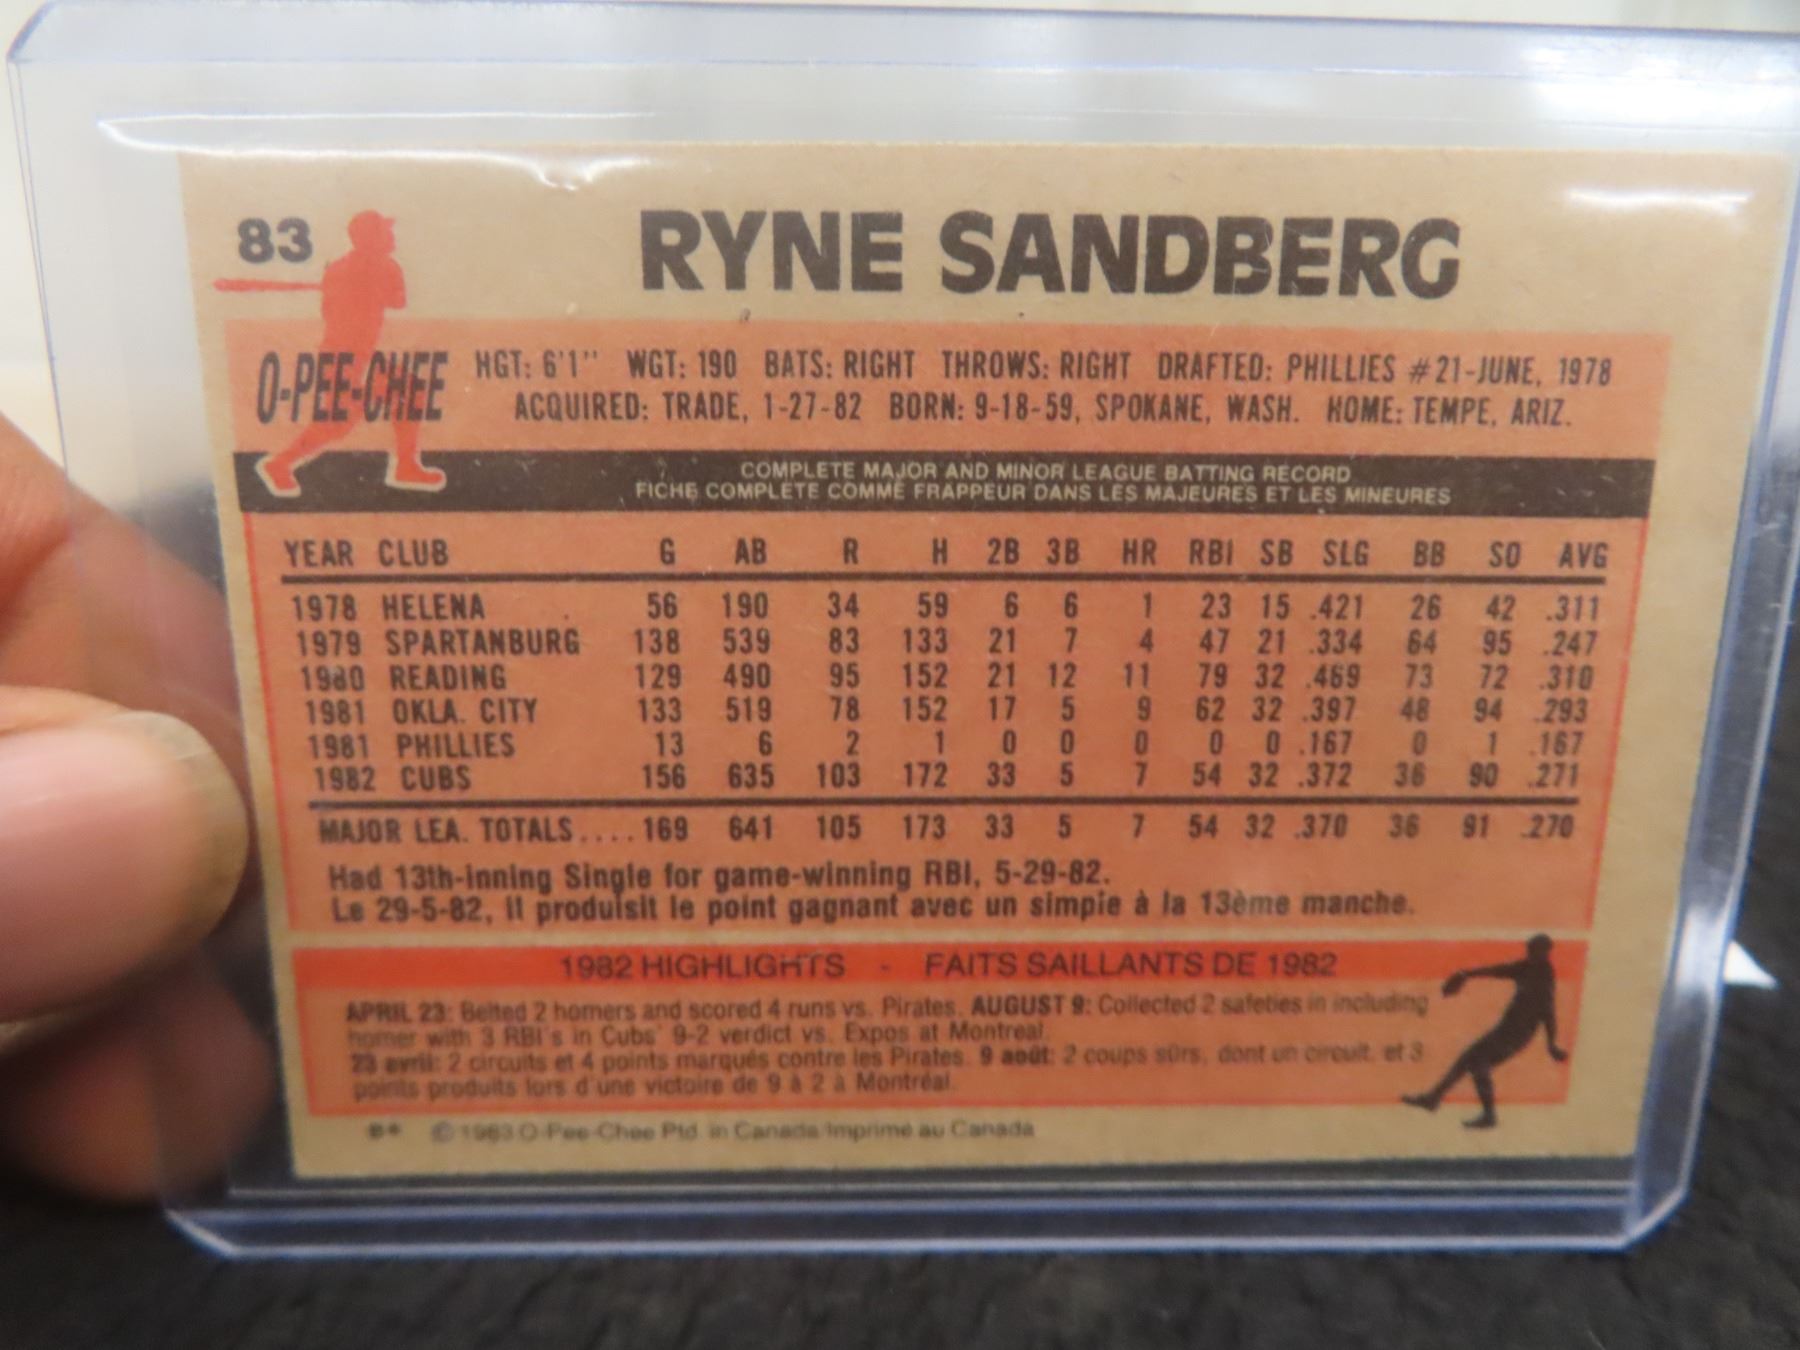 83
RYNE SANDBERG
O-PEE-CHEE
HGT: 6'1" WGT: 190 BATS: RIGHT THROWS: RIGHT DRAFTED: PHILLIES #21-JUNE, 1978
ACQUIRED: TRADE, 1-27-82 BORN: 9-18-59, SPOKANE, WASH. HOME: TEMPE, ARIZ.
COMPLETE MAJOR AND MINOR LEAGUE BATTING RECORD
FICHE COMPLETE COMME FRAPPEUR DANS LES MAJEURES ET LES MINEURES
YEAR CLUB G AB R H 2B 3B HR RBI SB SLG BB SO AVG
1978 HELENA 56 190 34 59 6 6 1 23 15 .421 26 42 .311
1979 SPARTANBURG 138 539 83 133 21 7 4 47 21 .334 64 95 .247
1980 READING 129 490 95 152 21 12 11 79 32 .469 73 72 .310
1981 OKLA. CITY 133 519 78 152 17 5 9 62 32 .397 48 94 .293
1981 PHILLIES 13 6 2 1 0 0 0 0 0 .167 0 1 .167
1982 CUBS 156 635 103 172 33 5 7 54 32 .372 36 90 .271
MAJOR LEA. TOTALS.... 169 641 105 173 33 5 7 54 32 .370 36 91 .270
Had 13th-inning Single for game-winning RBI, 5-29-82.
Le 29-5-82, il produisit le point gagnant avec un simple à la 13ème manche.
1982 HIGHLIGHTS - FAITS SAILLANTS DE 1982
APRIL 23: Belted 2 homers and scored 4 runs vs. Pirates. AUGUST 9: Collected 2 safeties in including
homer with 3 RBI's in Cubs' 9-2 verdict vs. Expos at Montreal.
23 avril: 2 circuits et 4 points marqués contre les Pirates. 9 août: 2 coups sûrs, dont un circuit, et 3
points produits lors d'une victoire de 9 à 2 à Montréal.
B* © 1983 O-Pee-Chee Ptd. in Canada/Imprimé au Canada